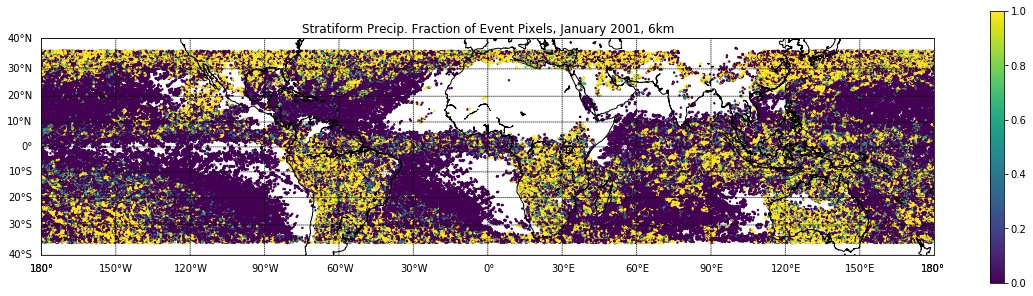 Stratiform Precip. Fraction of Event Pixels, January 2001, 6km
40°N
30°N
20°N
10°N
0°
10°S
20°S
30°S
40°S
180° 150°W 120°W 90°W 60°W 30°W 0° 30°E 60°E 90°E 120°E 150°E 180°
1.0
0.8
0.6
0.4
0.2
0.0